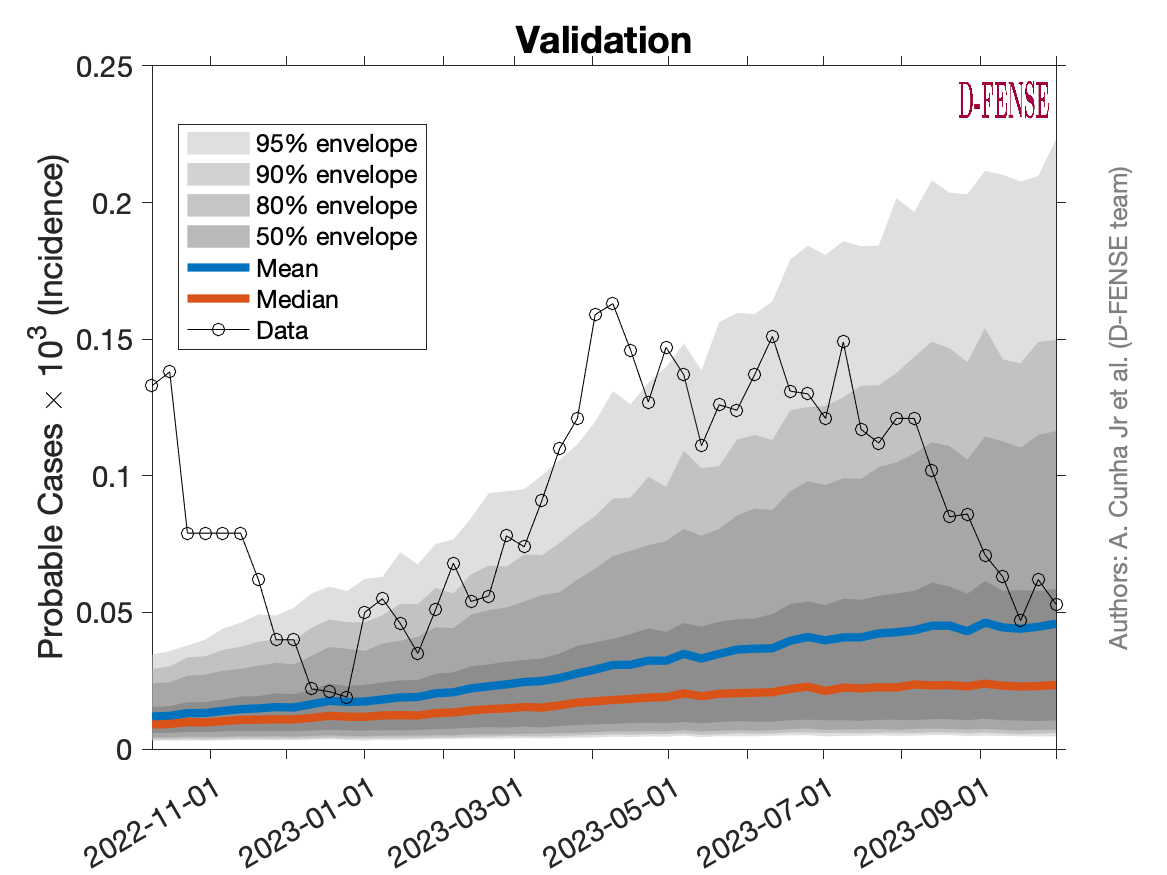 Validation
D-FENSE
95% envelope
90% envelope
80% envelope
50% envelope
Mean
Median
Data
0.25
0.2
0.15
0.1
0.05
0
Probable Cases × 10³ (Incidence)
2022-11-01
2023-01-01
2023-03-01
2023-05-01
2023-07-01
2023-09-01
Authors: A. Cunha Jr et al. (D-FENSE team)